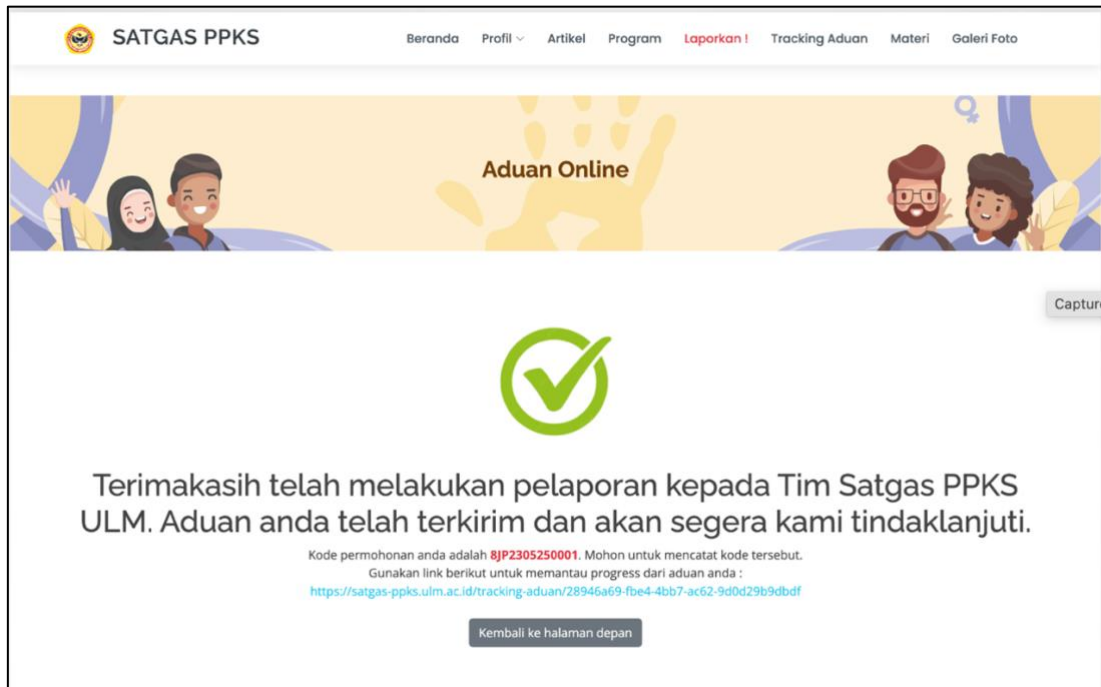 SATGAS PPKS
Beranda Profil Artikel Program Laporkan ! Tracking Aduan Materi Galeri Foto
Aduan Online
Capture
Terimakasih telah melakukan pelaporan kepada Tim Satgas PPKS
ULM. Aduan anda telah terkirim dan akan segera kami tindaklanjuti.
Kode permohonan anda adalah 8JP2305250001. Mohon untuk mencatat kode tersebut.
Gunakan link berikut untuk memantau progress dari aduan anda :
https://satgas-ppks.ulm.ac.id/tracking-aduan/28946a69-fbe4-4bb7-ac62-9d0d29b9dbdf
Kembali ke halaman depan